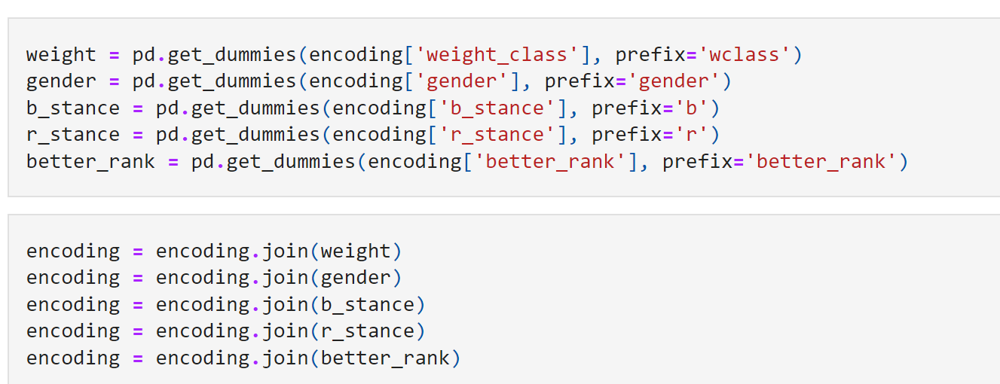 weight = pd.get_dummies(encoding['weight_class'], prefix='wclass')
gender = pd.get_dummies(encoding['gender'], prefix='gender')
b_stance = pd.get_dummies(encoding['b_stance'], prefix='b')
r_stance = pd.get_dummies(encoding['r_stance'], prefix='r')
better_rank = pd.get_dummies(encoding['better_rank'], prefix='better_rank')
encoding = encoding.join(weight)
encoding = encoding.join(gender)
encoding = encoding.join(b_stance)
encoding = encoding.join(r_stance)
encoding = encoding.join(better_rank)